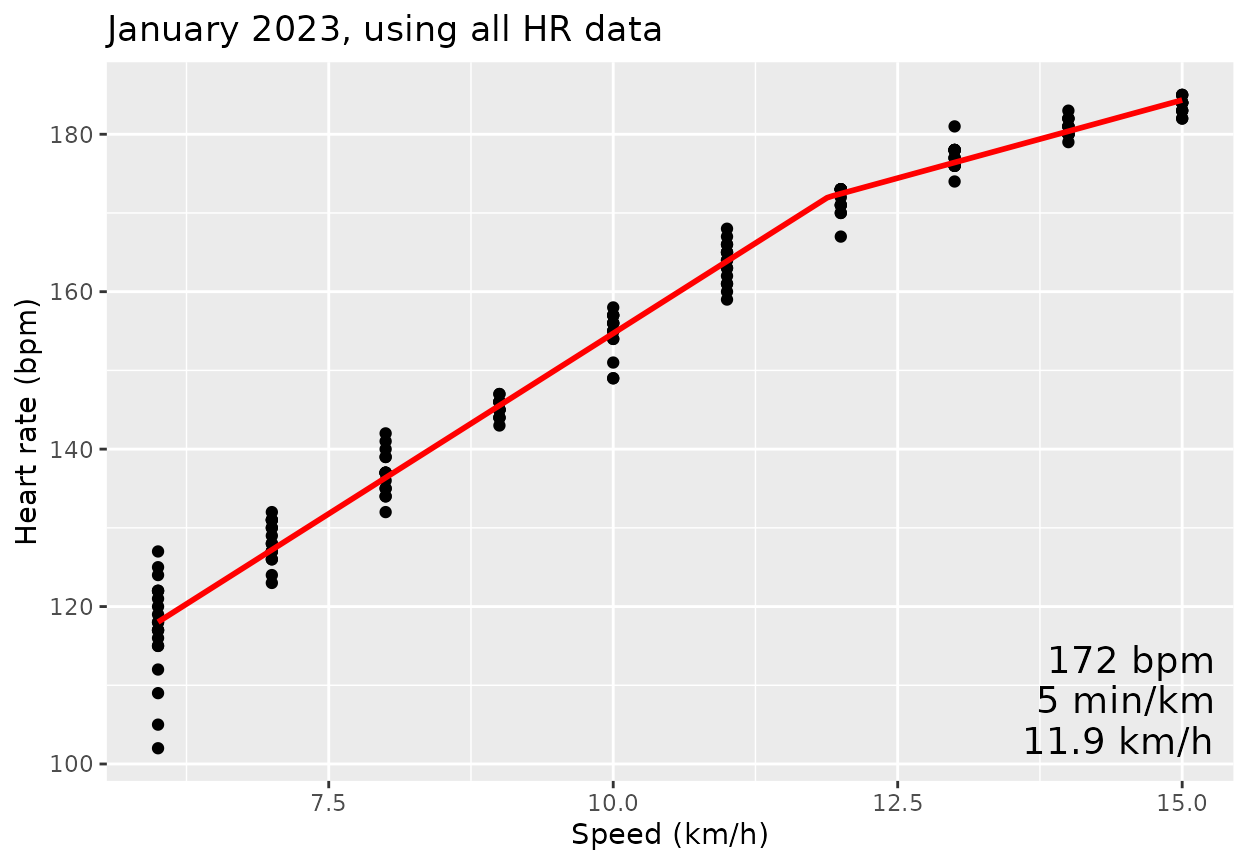 January 2023, using all HR data
Heart rate (bpm)
180
160
140
120
100
172 bpm
5 min/km
11.9 km/h
7.5 10.0 12.5 15.0
Speed (km/h)